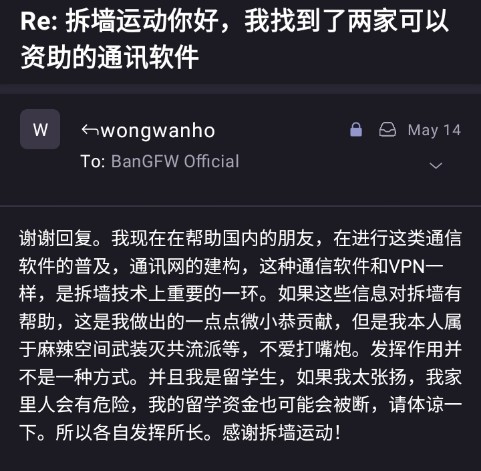 Re: 拆墙运动你好，我找到了两家可以
资助的通讯软件
W
wongwanho
May 14
To: BanGFW Official
谢谢回复。我现在在帮助国内的朋友，在进行这类通信
软件的普及，通讯网的建构，这种通信软件和VPN一
样，是拆墙技术上重要的一环。如果这些信息对拆墙有
帮助，这是我做出的一点点微小恭贡献，但是我本人属
于麻辣空间武装灭共流派等，不爱打嘴炮。发挥作用并
不是一种方式。并且我是留学生，如果我太张扬，我家
里人会有危险，我的留学资金也可能会被断，请体谅一
下。所以各自发挥所长。感谢拆墙运动！